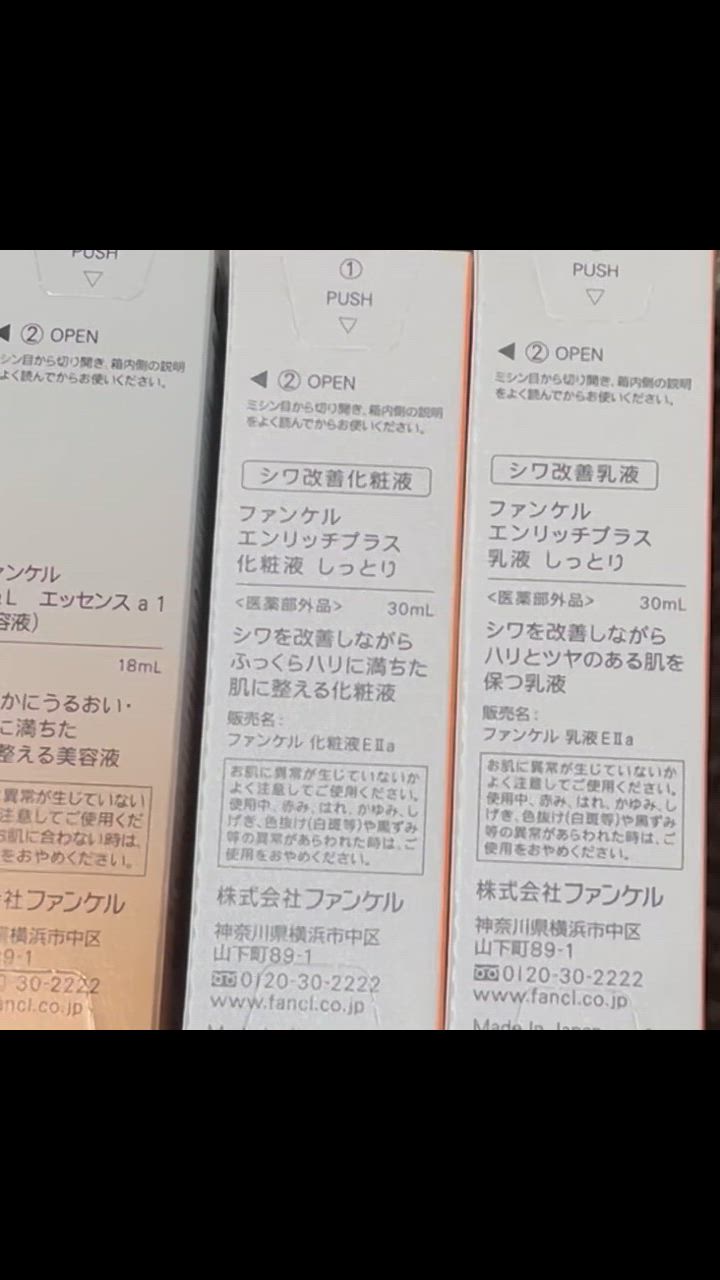 PUSH
② OPEN
シン目から切り開き、箱内側の説明
よく読んでからお使いください。
ァンケル
L エッセンス a 1
容液）
18mL
かにうるおい・
に満ちた
整える美容液
異常が生じていない
注意してご使用くだ
お肌に合わない時は、
をおやめください。
社ファンケル
県横浜市中区
9-1
0-30-2222
ancl.co.jp
①
PUSH
② OPEN
ミシン目から切り開き、箱内側の説明
をよく読んでからお使いください。
シワ改善化粧液
ファンケル
エンリッチプラス
化粧液 しっとり
<医薬部外品> 30mL
シワを改善しながら
ふっくらハリに満ちた
肌に整える化粧液
販売名：
ファンケル 化粧液EⅡa
お肌に異常が生じていないか
よく注意してご使用ください。
使用中、赤み、はれ、かゆみ、し
げき、色抜け(白斑等)や黒ずみ
等の異常があらわれた時は、ご
使用をおやめください。
株式会社ファンケル
神奈川県横浜市中区
山下町89-1
0120-30-2222
www.fancl.co.jp
PUSH
② OPEN
ミシン目から切り開き、箱内側の説明
をよく読んでからお使いください。
シワ改善乳液
ファンケル
エンリッチプラス
乳液 しっとり
<医薬部外品> 30mL
シワを改善しながら
ハリとツヤのある肌を
保つ乳液
販売名：
ファンケル 乳液EⅡa
お肌に異常が生じていないか
よく注意してご使用ください。
使用中、赤み、はれ、かゆみ、し
げき、色抜け(白斑等)や黒ずみ
等の異常があらわれた時は、ご
使用をおやめください。
株式会社ファンケル
神奈川県横浜市中区
山下町89-1
0120-30-2222
www.fancl.co.jp
Made In Japan